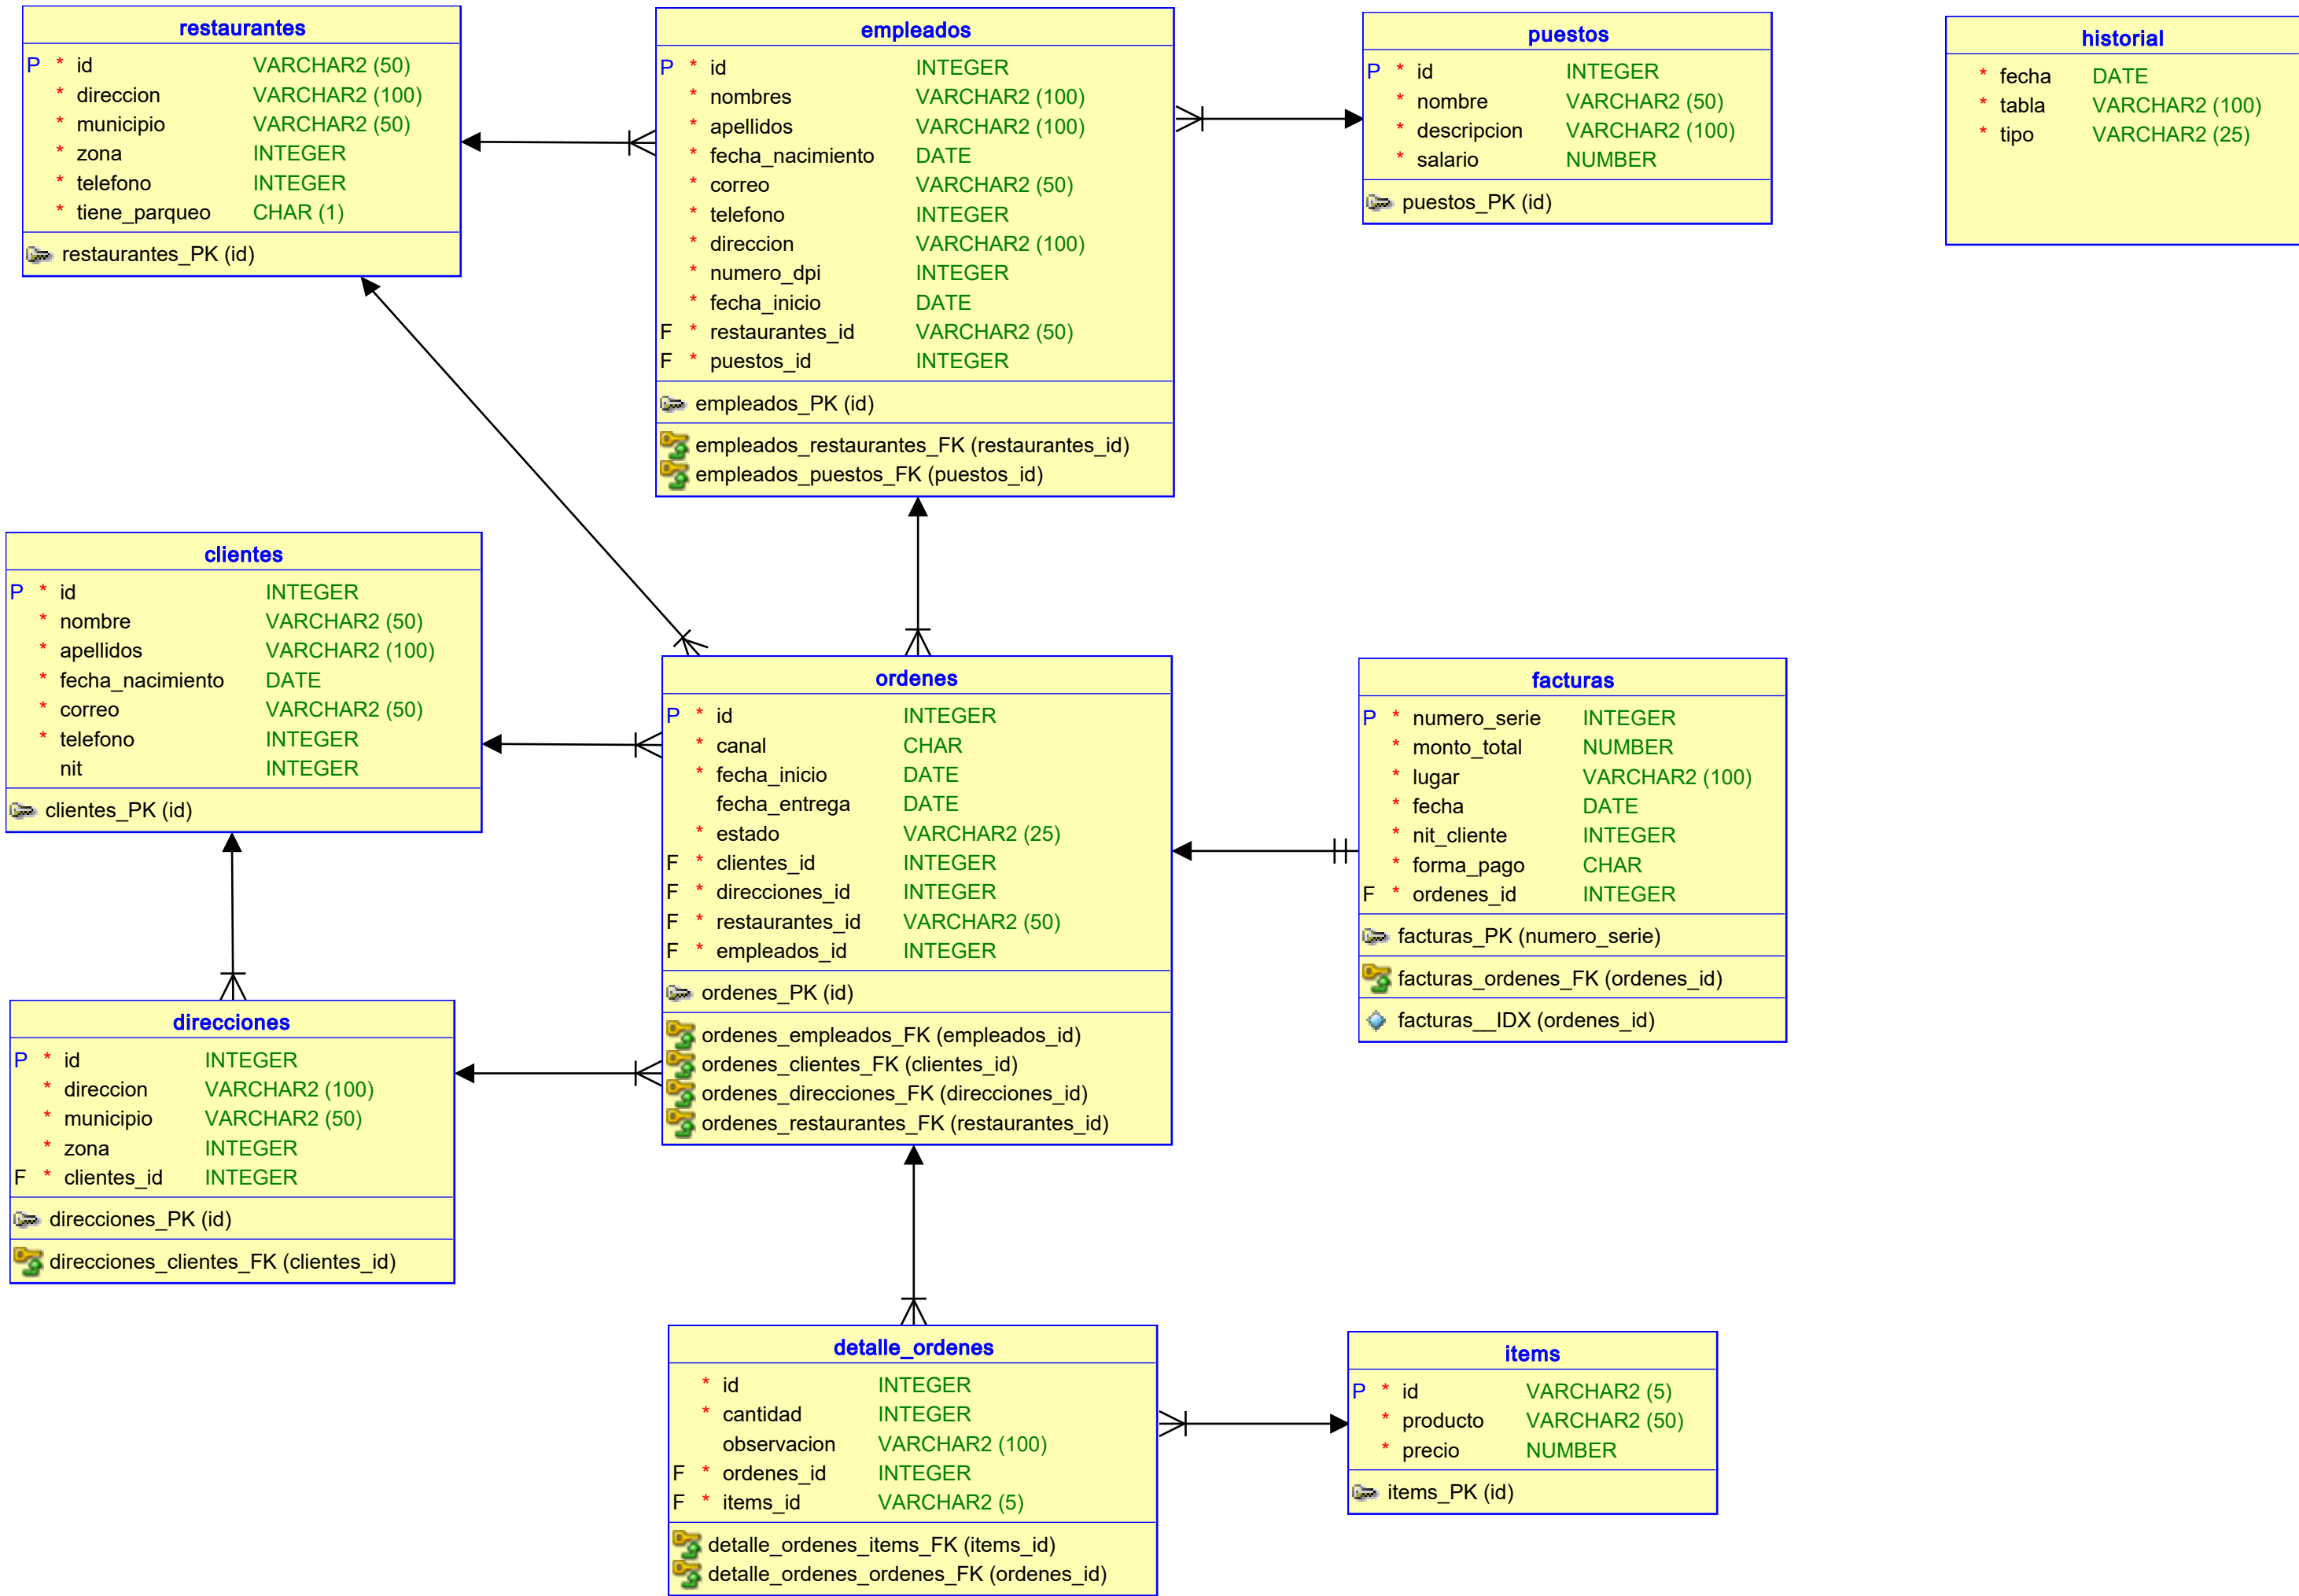 restaurantes
P * id VARCHAR2 (50)
* direccion VARCHAR2 (100)
* municipio VARCHAR2 (50)
* zona INTEGER
* telefono INTEGER
* tiene_parqueo CHAR (1)
restaurantes_PK (id)
empleados
P * id INTEGER
* nombres VARCHAR2 (100)
* apellidos VARCHAR2 (100)
* fecha_nacimiento DATE
* correo VARCHAR2 (50)
* telefono INTEGER
* direccion VARCHAR2 (100)
* numero_dpi INTEGER
* fecha_inicio DATE
F * restaurantes_id VARCHAR2 (50)
F * puestos_id INTEGER
empleados_PK (id)
empleados_restaurantes_FK (restaurantes_id)
empleados_puestos_FK (puestos_id)
puestos
P * id INTEGER
* nombre VARCHAR2 (50)
* descripcion VARCHAR2 (100)
* salario NUMBER
puestos_PK (id)
historial
* fecha DATE
* tabla VARCHAR2 (100)
* tipo VARCHAR2 (25)
clientes
P * id INTEGER
* nombre VARCHAR2 (50)
* apellidos VARCHAR2 (100)
* fecha_nacimiento DATE
* correo VARCHAR2 (50)
* telefono INTEGER
nit INTEGER
clientes_PK (id)
ordenes
P * id INTEGER
* canal CHAR
* fecha_inicio DATE
fecha_entrega DATE
* estado VARCHAR2 (25)
F * clientes_id INTEGER
F * direcciones_id INTEGER
F * restaurantes_id VARCHAR2 (50)
F * empleados_id INTEGER
ordenes_PK (id)
ordenes_empleados_FK (empleados_id)
ordenes_clientes_FK (clientes_id)
ordenes_direcciones_FK (direcciones_id)
ordenes_restaurantes_FK (restaurantes_id)
facturas
P * numero_serie INTEGER
* monto_total NUMBER
* lugar VARCHAR2 (100)
* fecha DATE
* nit_cliente INTEGER
* forma_pago CHAR
F * ordenes_id INTEGER
facturas_PK (numero_serie)
facturas_ordenes_FK (ordenes_id)
facturas__IDX (ordenes_id)
direcciones
P * id INTEGER
* direccion VARCHAR2 (100)
* municipio VARCHAR2 (50)
* zona INTEGER
F * clientes_id INTEGER
direcciones_PK (id)
direcciones_clientes_FK (clientes_id)
detalle_ordenes
* id INTEGER
* cantidad INTEGER
observacion VARCHAR2 (100)
F * ordenes_id INTEGER
F * items_id VARCHAR2 (5)
detalle_ordenes_items_FK (items_id)
detalle_ordenes_ordenes_FK (ordenes_id)
items
P * id VARCHAR2 (5)
* producto VARCHAR2 (50)
* precio NUMBER
items_PK (id)